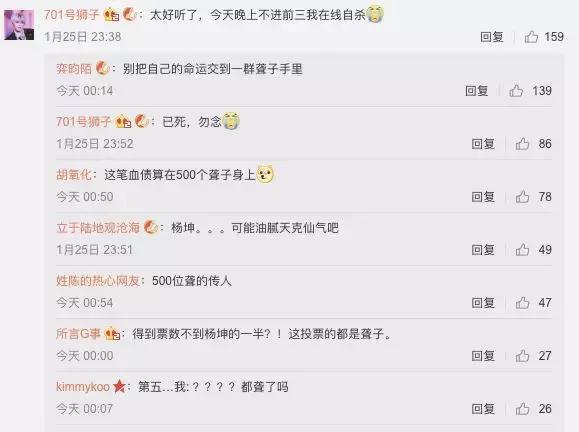 701号狮子：太好听了，今天晚上不进前三我在线自杀
1月25日 23:38 回复 159
弈昀陌：别把自己的命运交到一群聋子手里
今天 00:14 回复 139
701号狮子：已死，勿念
1月25日 23:52 回复 86
胡氧化：这笔血债算在500个聋子身上
今天 00:50 回复 78
立于陆地观沧海：杨坤。。。可能油腻天克仙气吧
1月25日 23:51 回复 49
姓陈的热心网友：500位聋的传人
今天 00:54 回复 47
所言G事：得到票数不到杨坤的一半？！这投票的都是聋子。
今天 00:00 回复 27
kimmykoo：第五...我:？？？？都聋了吗
今天 00:07 回复 26